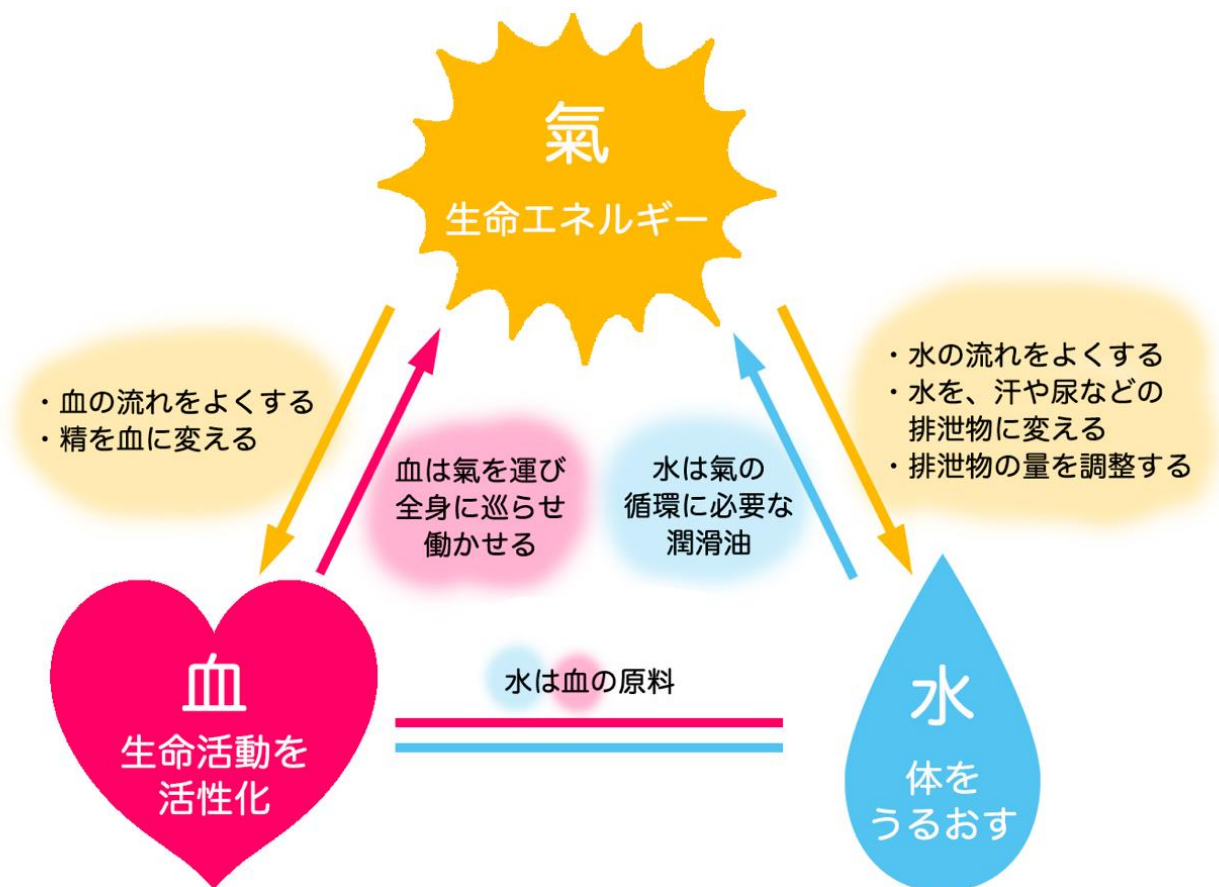 氣
生命エネルギー
・血の流れをよくする
・精を血に変える
血は氣を運び
全身に巡らせ
働かせる
水は氣の
循環に必要な
潤滑油
・水の流れをよくする
・水を、汗や尿などの
排泄物に変える
・排泄物の量を調整する
血
生命活動を
活性化
水は血の原料
水
体を
うるおす